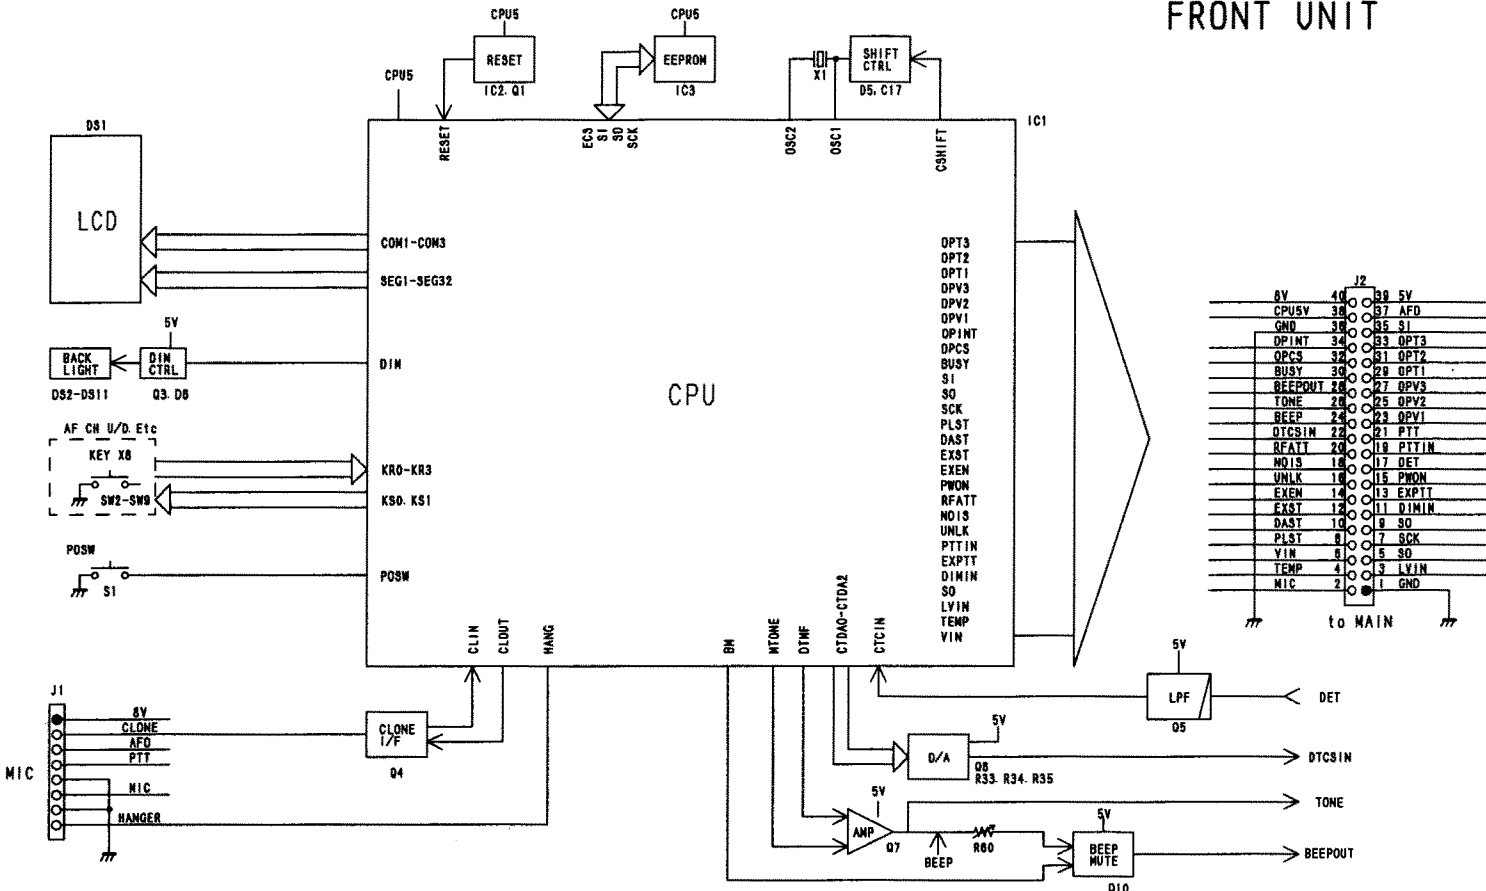 FRONT UNIT
CPU5
CPU5
CPU5
RESET
IC2. Q1
EEPROM
IC3
X1
SHIFT
CTRL
D5. C17
DS1
LCD
IC1
RESET
ECS
SI
SO
SCK
OSC2
OSC1
CSHIFT
COM1-COM3
SEG1-SEG32
5V
BACK
LIGHT
DS2-DS11
DIN
CTRL
Q3. D8
DIN
AF CH U/D. Etc
KEY X8
SW2-SW9
KR0-KR3
KS0. KS1
POSW
S1
POSW
CPU
OPT3
OPT2
OPT1
OPV3
OPV2
OPV1
OPINT
OPCS
BUSY
SI
SO
SCK
PLST
DAST
EXST
EXEN
PWON
RFATT
NOIS
UNLK
PTTIN
EXPTT
DIMIN
SO
LVIN
TEMP
VIN
CLIN
CLOUT
HANG
BM
MTONE
DTMF
CTDA0-CTDA2
CTCIN
J2
8V 40 39 5V
CPU5V 38 37 AFO
GND 36 35 SI
OPINT 34 33 OPT3
OPCS 32 31 OPT2
BUSY 30 29 OPT1
BEEPOUT 28 27 OPV3
TONE 26 25 OPV2
BEEP 24 23 OPV1
DTCSIN 22 21 PTT
RFATT 20 19 PTTIN
NOIS 18 17 DET
UNLK 16 15 PWON
EXEN 14 13 EXPTT
EXST 12 11 DIMIN
DAST 10 9 SO
PLST 8 7 SCK
VIN 6 5 SO
TEMP 4 3 LVIN
MIC 2 1 GND
to MAIN
J1
MIC
8V
CLONE
AFO
PTT
MIC
HANGER
CLONE
I/F
Q4
5V
LPF
Q5
DET
5V
D/A
Q6
R33. R34. R35
DTCSIN
5V
AMP
Q7
TONE
BEEP
R60
5V
BEEP
MUTE
Q10
BEEPOUT